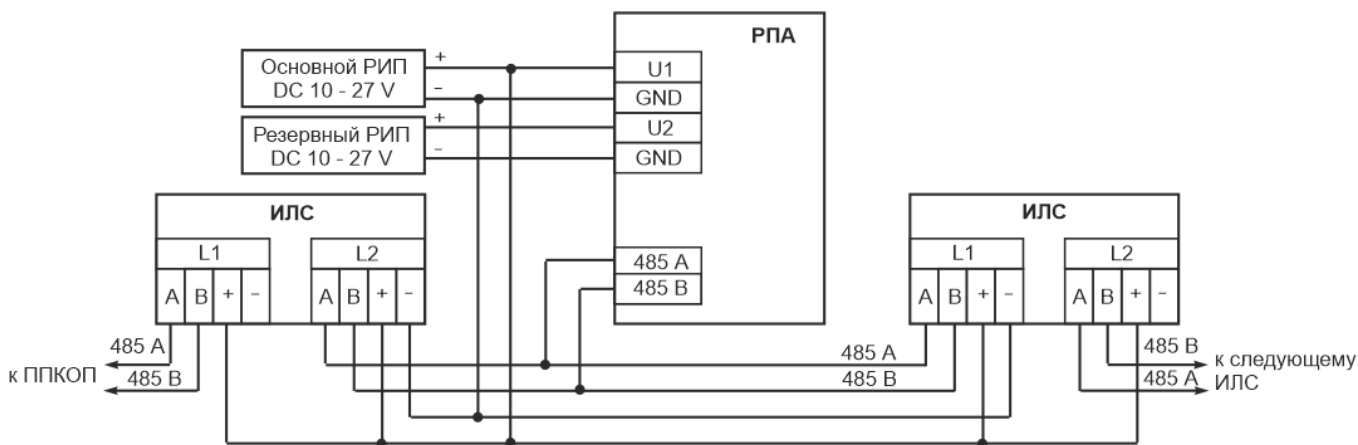 РПА
Основной РИП
DC 10 - 27 V
+
−
U1
GND
Резервный РИП
DC 10 - 27 V
+
−
U2
GND
485 A
485 B
ИЛС
L1 L2
A B + − A B + −
ИЛС
L1 L2
A B + − A B + −
к ППКОП
485 A
485 B
485 A
485 B
485 B
485 A
к следующему
ИЛС